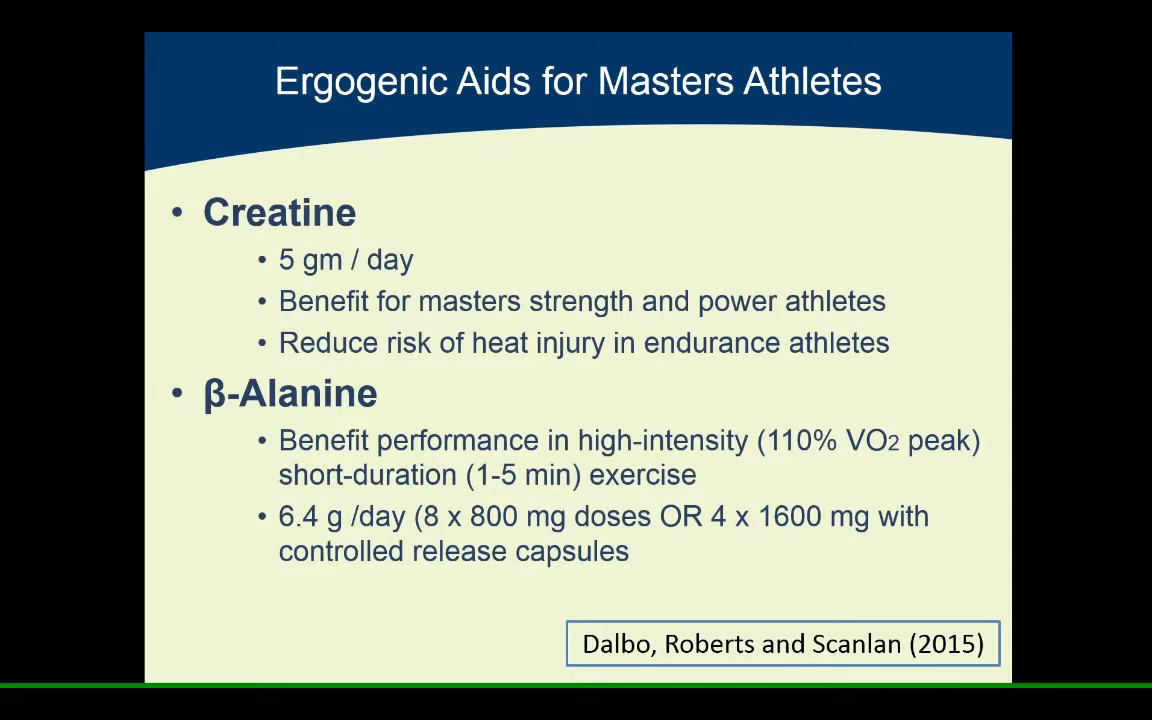 Ergogenic Aids for Masters Athletes
• Creatine
• 5 gm / day
• Benefit for masters strength and power athletes
• Reduce risk of heat injury in endurance athletes
• β-Alanine
• Benefit performance in high-intensity (110% VO2 peak)
short-duration (1-5 min) exercise
• 6.4 g /day (8 x 800 mg doses OR 4 x 1600 mg with
controlled release capsules
Dalbo, Roberts and Scanlan (2015)